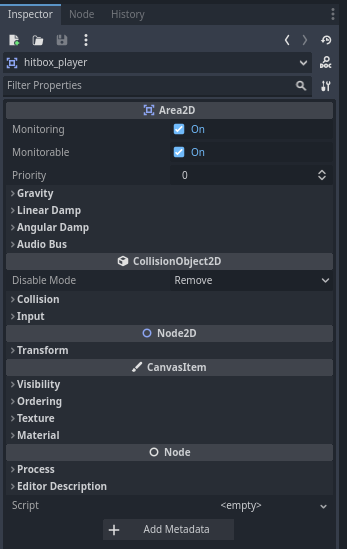 Inspector Node History
hitbox_player
Filter Properties
Area2D
Monitoring On
Monitorable On
Priority 0
Gravity
Linear Damp
Angular Damp
Audio Bus
CollisionObject2D
Disable Mode Remove
Collision
Input
Node2D
Transform
CanvasItem
Visibility
Ordering
Texture
Material
Node
Process
Editor Description
Script <empty>
Add Metadata